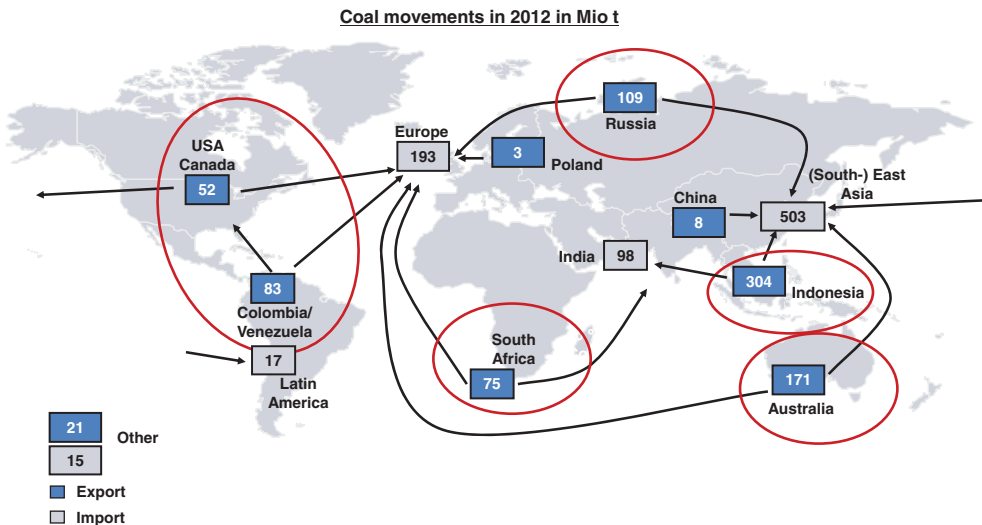 Coal movements in 2012 in Mio t
109
Russia
USA
Canada
52
Europe
193
3
Poland
(South-) East
Asia
503
China
8
India
98
83
Colombia/
Venezuela
304
Indonesia
17
Latin
America
South
Africa
75
171
Australia
21
Other
15
Export
Import